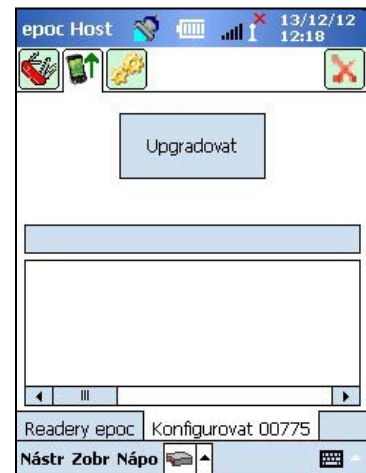 epoc Host 13/12/12
12:18
Upgradovat
Readery epoc Konfigurovat 00775
Nástr Zobr Nápo